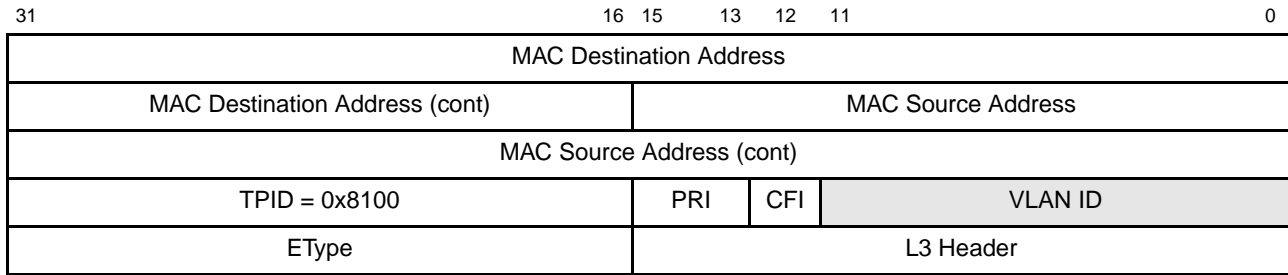 31 16 15 13 12 11 0
MAC Destination Address
MAC Destination Address (cont) MAC Source Address
MAC Source Address (cont)
TPID = 0x8100 PRI CFI VLAN ID
EType L3 Header